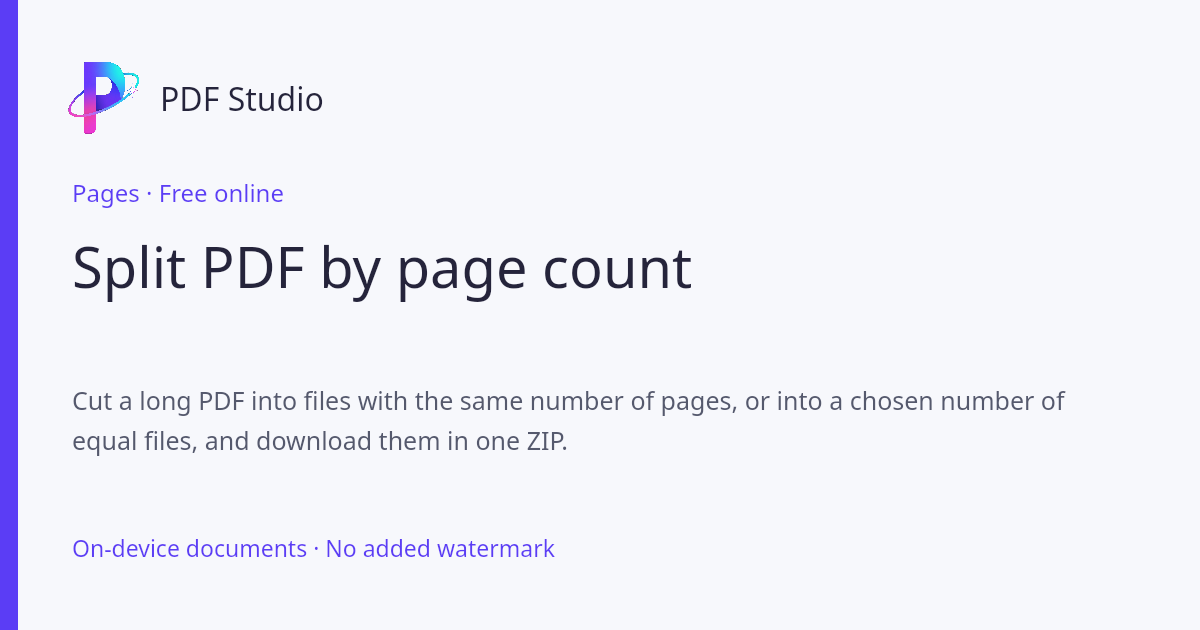 PDF Studio
Pages · Free online
Split PDF by page count
Cut a long PDF into files with the same number of pages, or into a chosen number of
equal files, and download them in one ZIP.
On-device documents · No added watermark